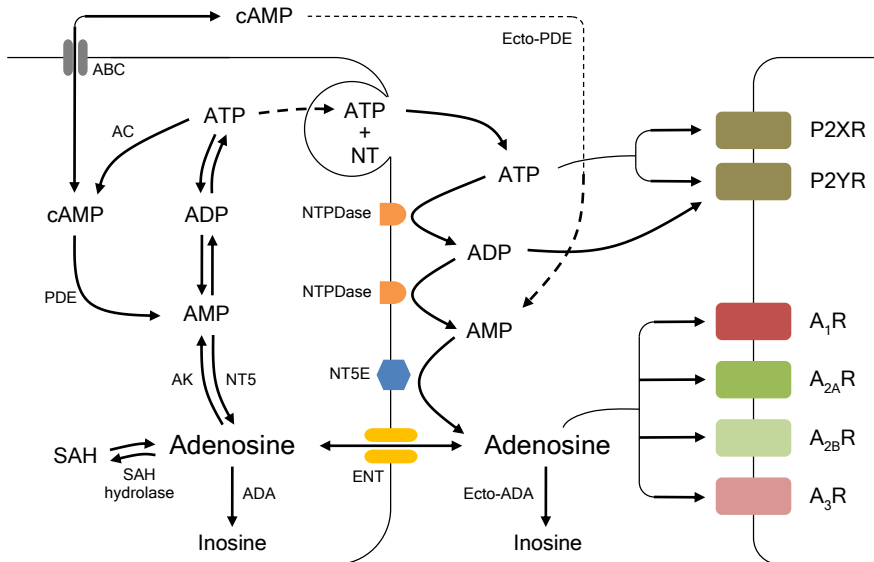 cAMP
Ecto-PDE
ABC
ATP
AC
ATP
+
NT
P2XR
ATP
P2YR
cAMP
ADP
NTPDase
ADP
PDE
AMP
NTPDase
AMP
A1R
AK
NT5
NT5E
A2AR
SAH
Adenosine
Adenosine
A2BR
SAH
hydrolase
ENT
ADA
Ecto-ADA
A3R
Inosine
Inosine